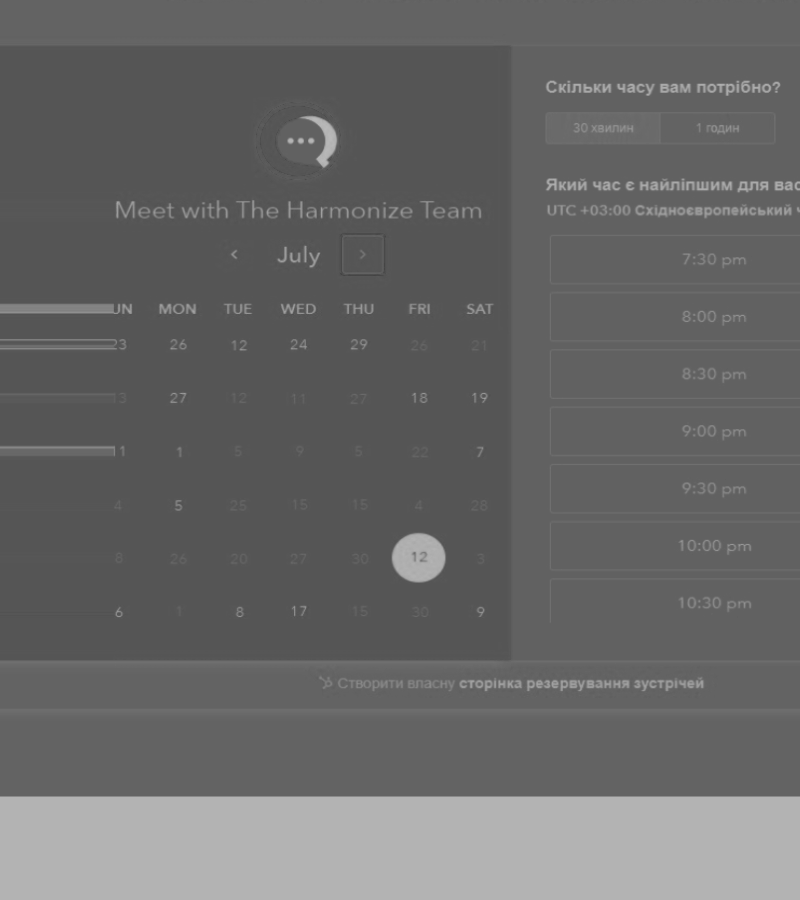 Meet with The Harmonize Team
July
UN MON TUE WED THU FRI SAT
23 26 12 24 29 26 21
13 27 12 11 27 18 19
1 1 5 9 5 22 7
4 5 25 15 15 4 28
8 26 20 27 30 12 3
6 1 8 17 15 30 9
Скільки часу вам потрібно?
30 хвилин 1 годин
Який час є найліпшим для вас
UTC +03:00 Східноєвропейський ч
7:30 pm
8:00 pm
8:30 pm
9:00 pm
9:30 pm
10:00 pm
10:30 pm
Створити власну сторінка резервування зустрічей